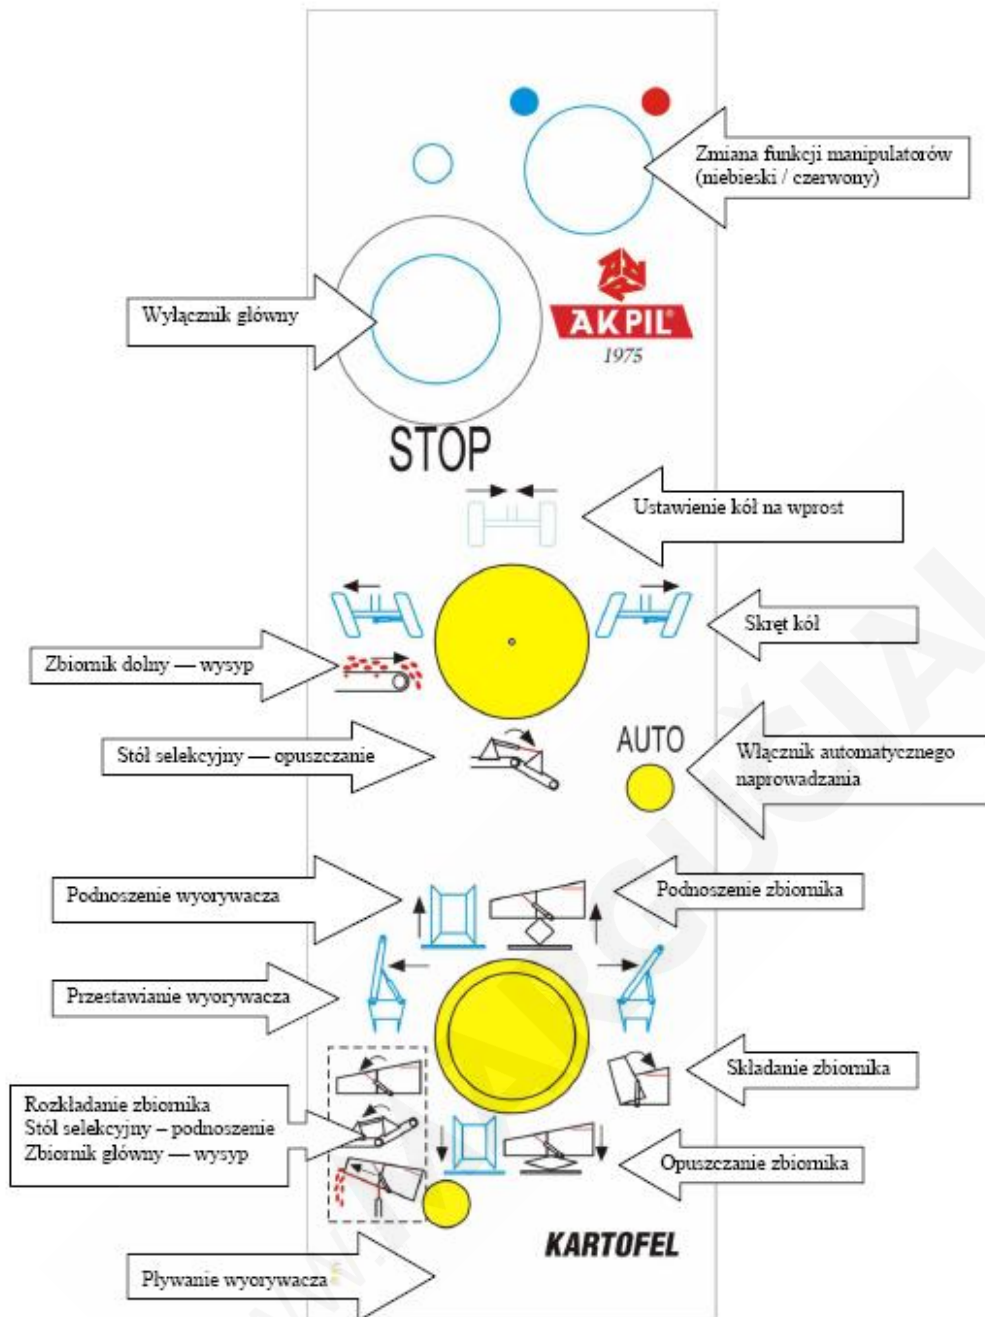 Zmiana funkcji manipulatorów
(niebieski / czerwony)
AKPIL®
1975
Wyłącznik główny
STOP
Ustawienie kół na wprost
Skręt kół
Zbiornik dolny — wysyp
Stół selekcyjny — opuszczanie
AUTO
Włącznik automatycznego
naprowadzania
Podnoszenie wyorywacza
Podnoszenie zbiornika
Przestawianie wyorywacza
Składanie zbiornika
Rozkładanie zbiornika
Stół selekcyjny – podnoszenie
Zbiornik główny — wysyp
Opuszczanie zbiornika
KARTOFEL
Pływanie wyorywacza